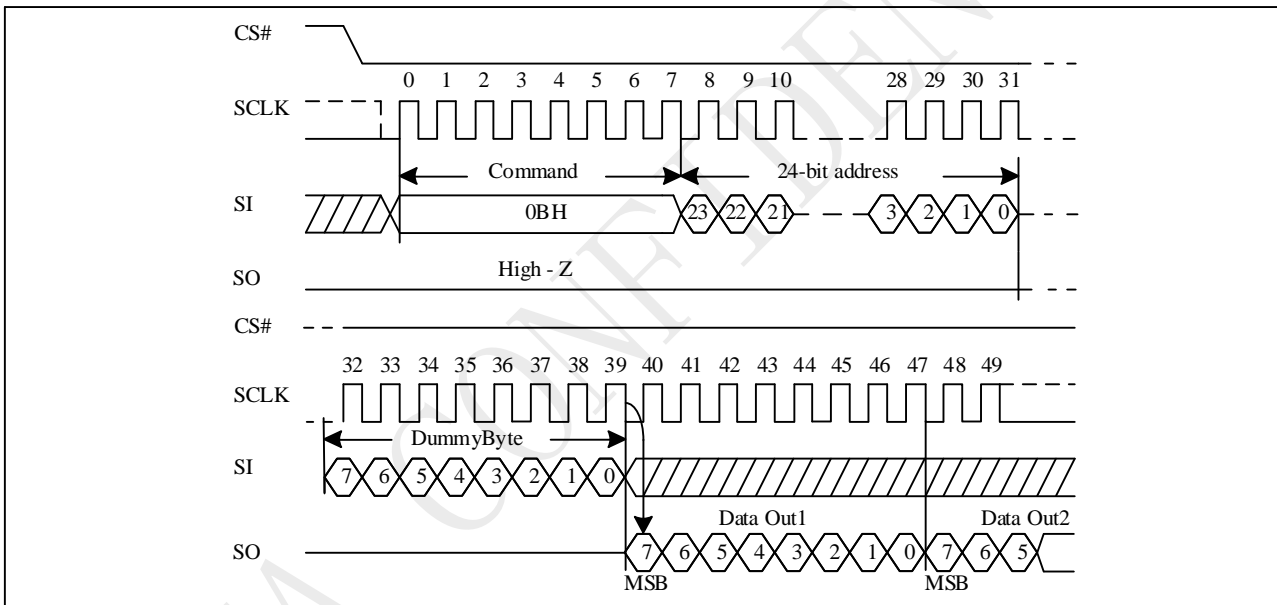 CS#
0 1 2 3 4 5 6 7 8 9 10 28 29 30 31
SCLK
Command 24-bit address
SI 0BH 23 22 21 3 2 1 0
High - Z
SO
CS#
32 33 34 35 36 37 38 39 40 41 42 43 44 45 46 47 48 49
SCLK
DummyByte
SI 7 6 5 4 3 2 1 0
Data Out1 Data Out2
SO 7 6 5 4 3 2 1 0 7 6 5
MSB MSB
CONFIDEN